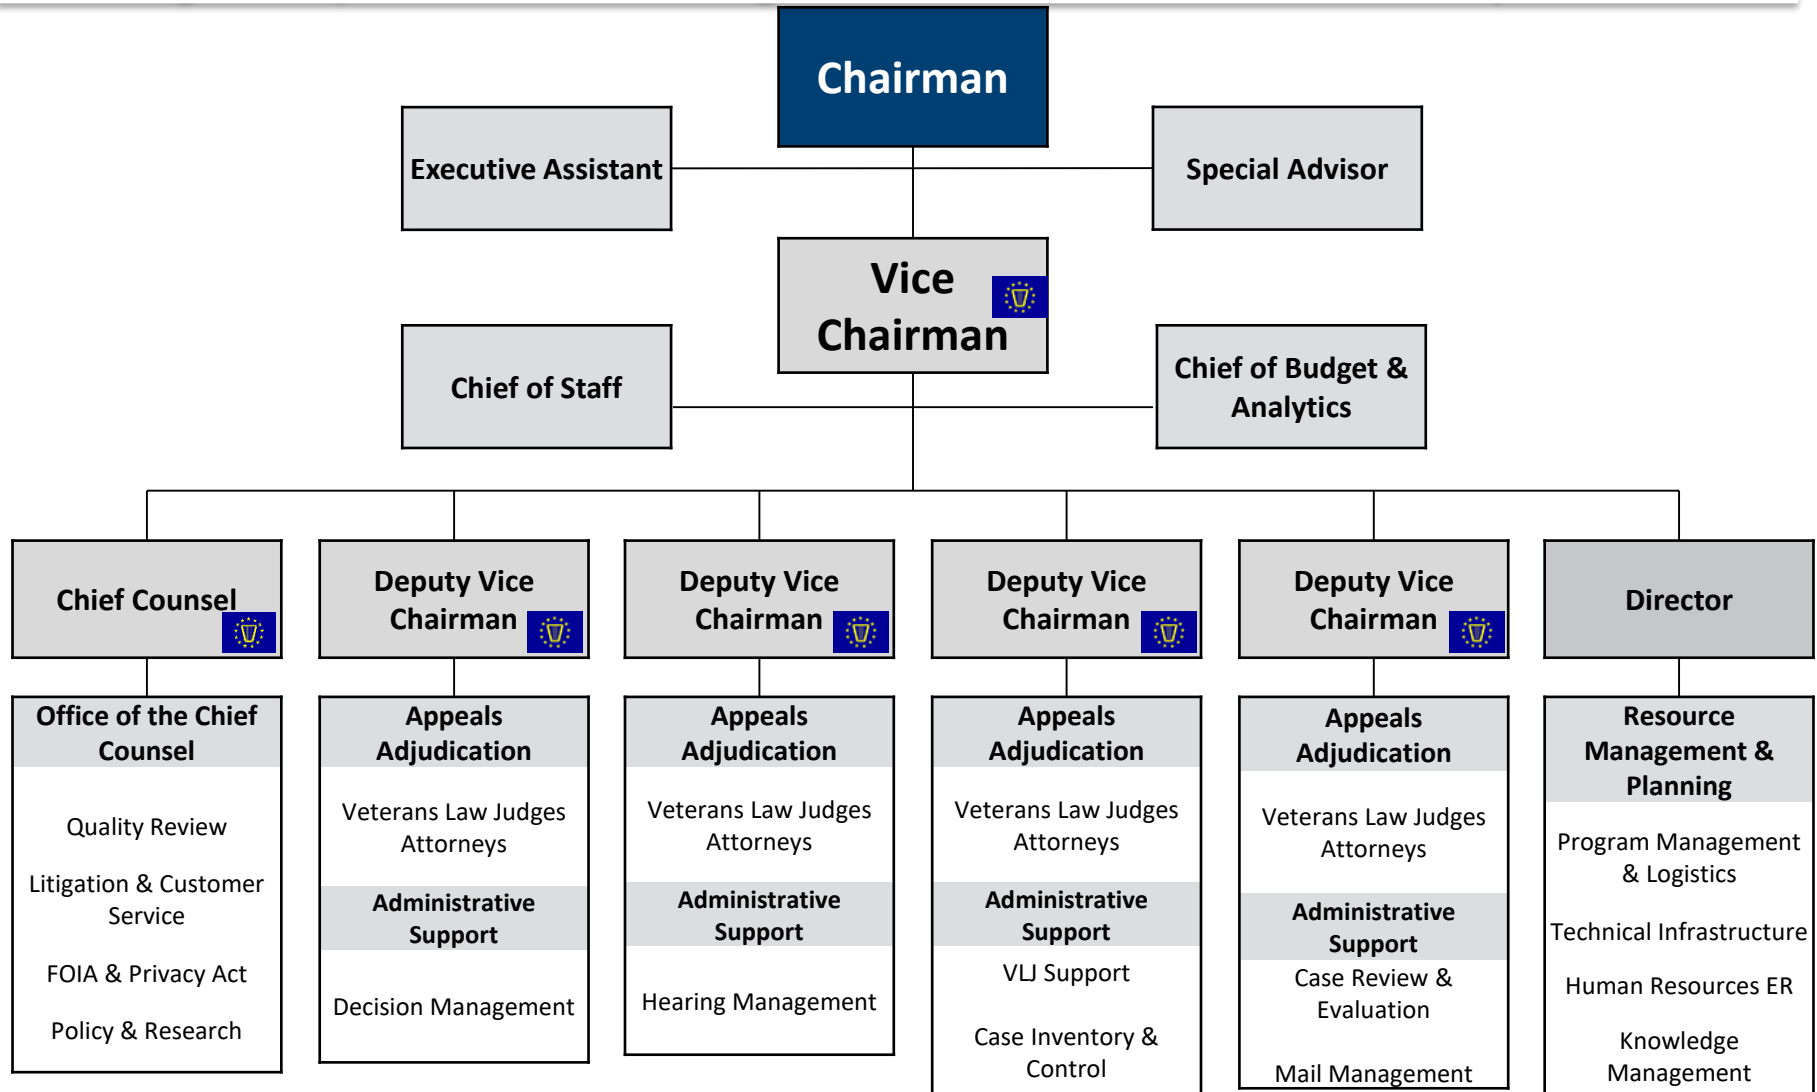 Chairman
Executive Assistant
Special Advisor
Vice
Chairman
Chief of Staff
Chief of Budget &
Analytics
Chief Counsel
Deputy Vice
Chairman
Deputy Vice
Chairman
Deputy Vice
Chairman
Deputy Vice
Chairman
Director
Office of the Chief
Counsel
Quality Review
Litigation & Customer
Service
FOIA & Privacy Act
Policy & Research
Appeals
Adjudication
Veterans Law Judges
Attorneys
Administrative
Support
Decision Management
Appeals
Adjudication
Veterans Law Judges
Attorneys
Administrative
Support
Hearing Management
Appeals
Adjudication
Veterans Law Judges
Attorneys
Administrative
Support
VLJ Support
Case Inventory &
Control
Appeals
Adjudication
Veterans Law Judges
Attorneys
Administrative
Support
Case Review &
Evaluation
Mail Management
Resource
Management &
Planning
Program Management
& Logistics
Technical Infrastructure
Human Resources ER
Knowledge
Management